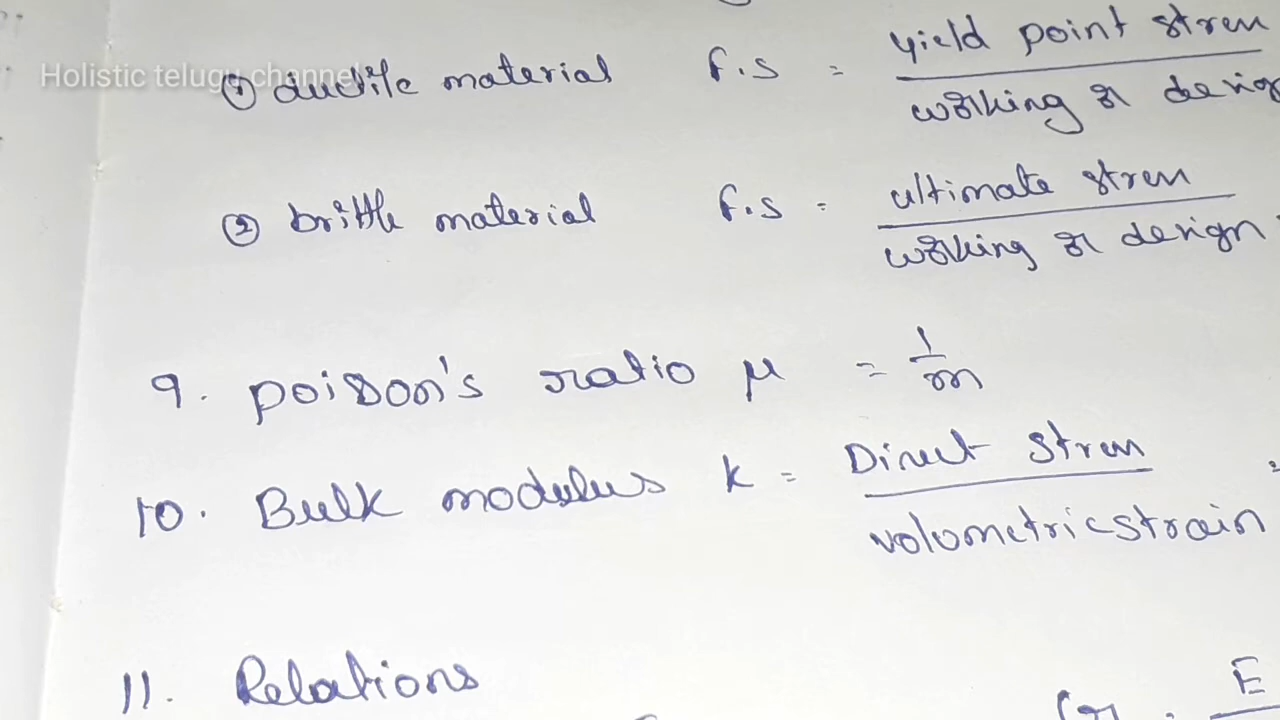 yield point stress
① ductile material f.s = working or design
Holistic telugu channel
ultimate stress
② brittle material f.s = working or design
9. poison's ratio μ = 1/m
10. Bulk modulus k = Direct stress
volumetric strain
11. Relations
E